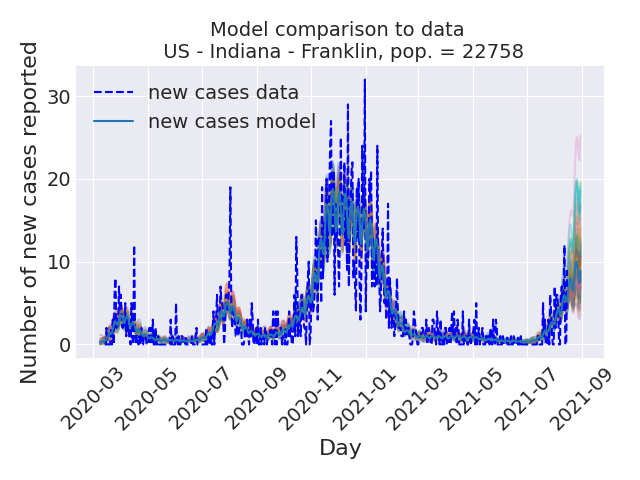 Model comparison to data
US - Indiana - Franklin, pop. = 22758
Number of new cases reported
30
20
10
0
new cases data
new cases model
2020-03
2020-05
2020-07
2020-09
2020-11
2021-01
2021-03
2021-05
2021-07
2021-09
Day